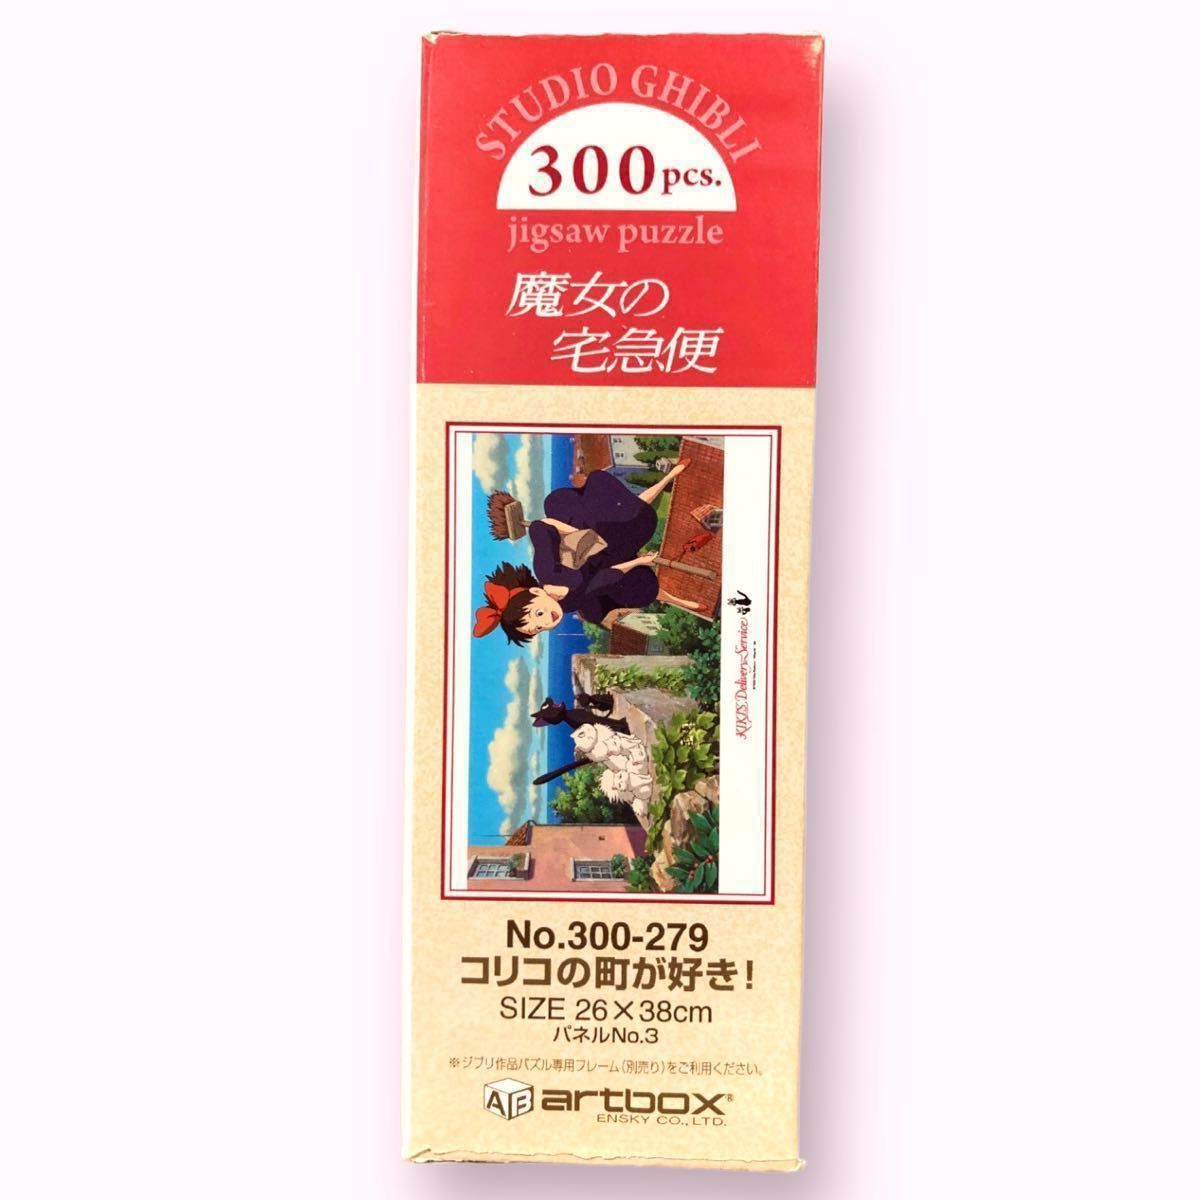 STUDIO GHIBLI
300pcs.
jigsaw puzzle
魔女の
宅急便
KIKI'S Delivery Service
No.300-279
コリコの町が好き!
SIZE 26×38cm
パネルNo.3
※ジブリ作品パズル専用フレーム(別売り)をご利用ください。
AB artbox®
ENSKY CO.,LTD.